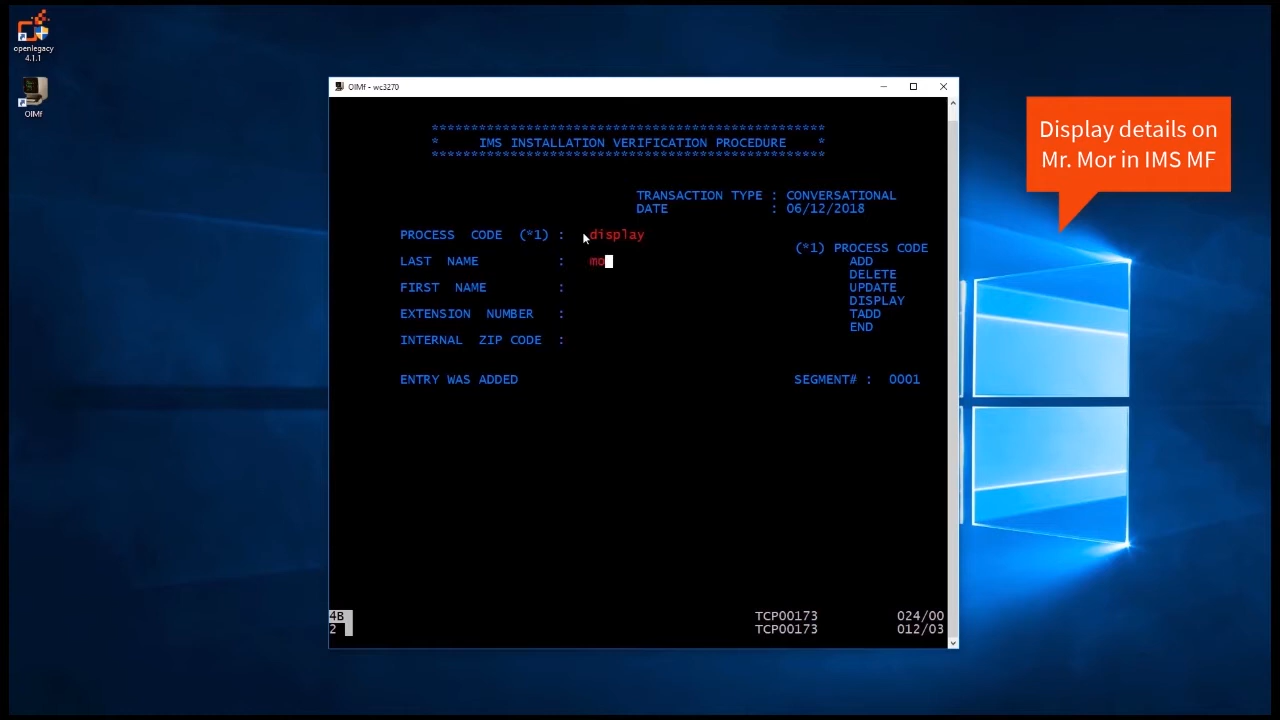 openlegacy
4.1.1
OIMf
OIMf - wc3270
**************************************************
* IMS INSTALLATION VERIFICATION PROCEDURE *
**************************************************
TRANSACTION TYPE : CONVERSATIONAL
DATE : 06/12/2018
PROCESS CODE (*1) : display
(*1) PROCESS CODE
LAST NAME : mo
ADD
DELETE
FIRST NAME :
UPDATE
DISPLAY
EXTENSION NUMBER :
TADD
END
INTERNAL ZIP CODE :
ENTRY WAS ADDED
SEGMENT# : 0001
4B
TCP00173 024/00
2
TCP00173 012/03
Display details on
Mr. Mor in IMS MF